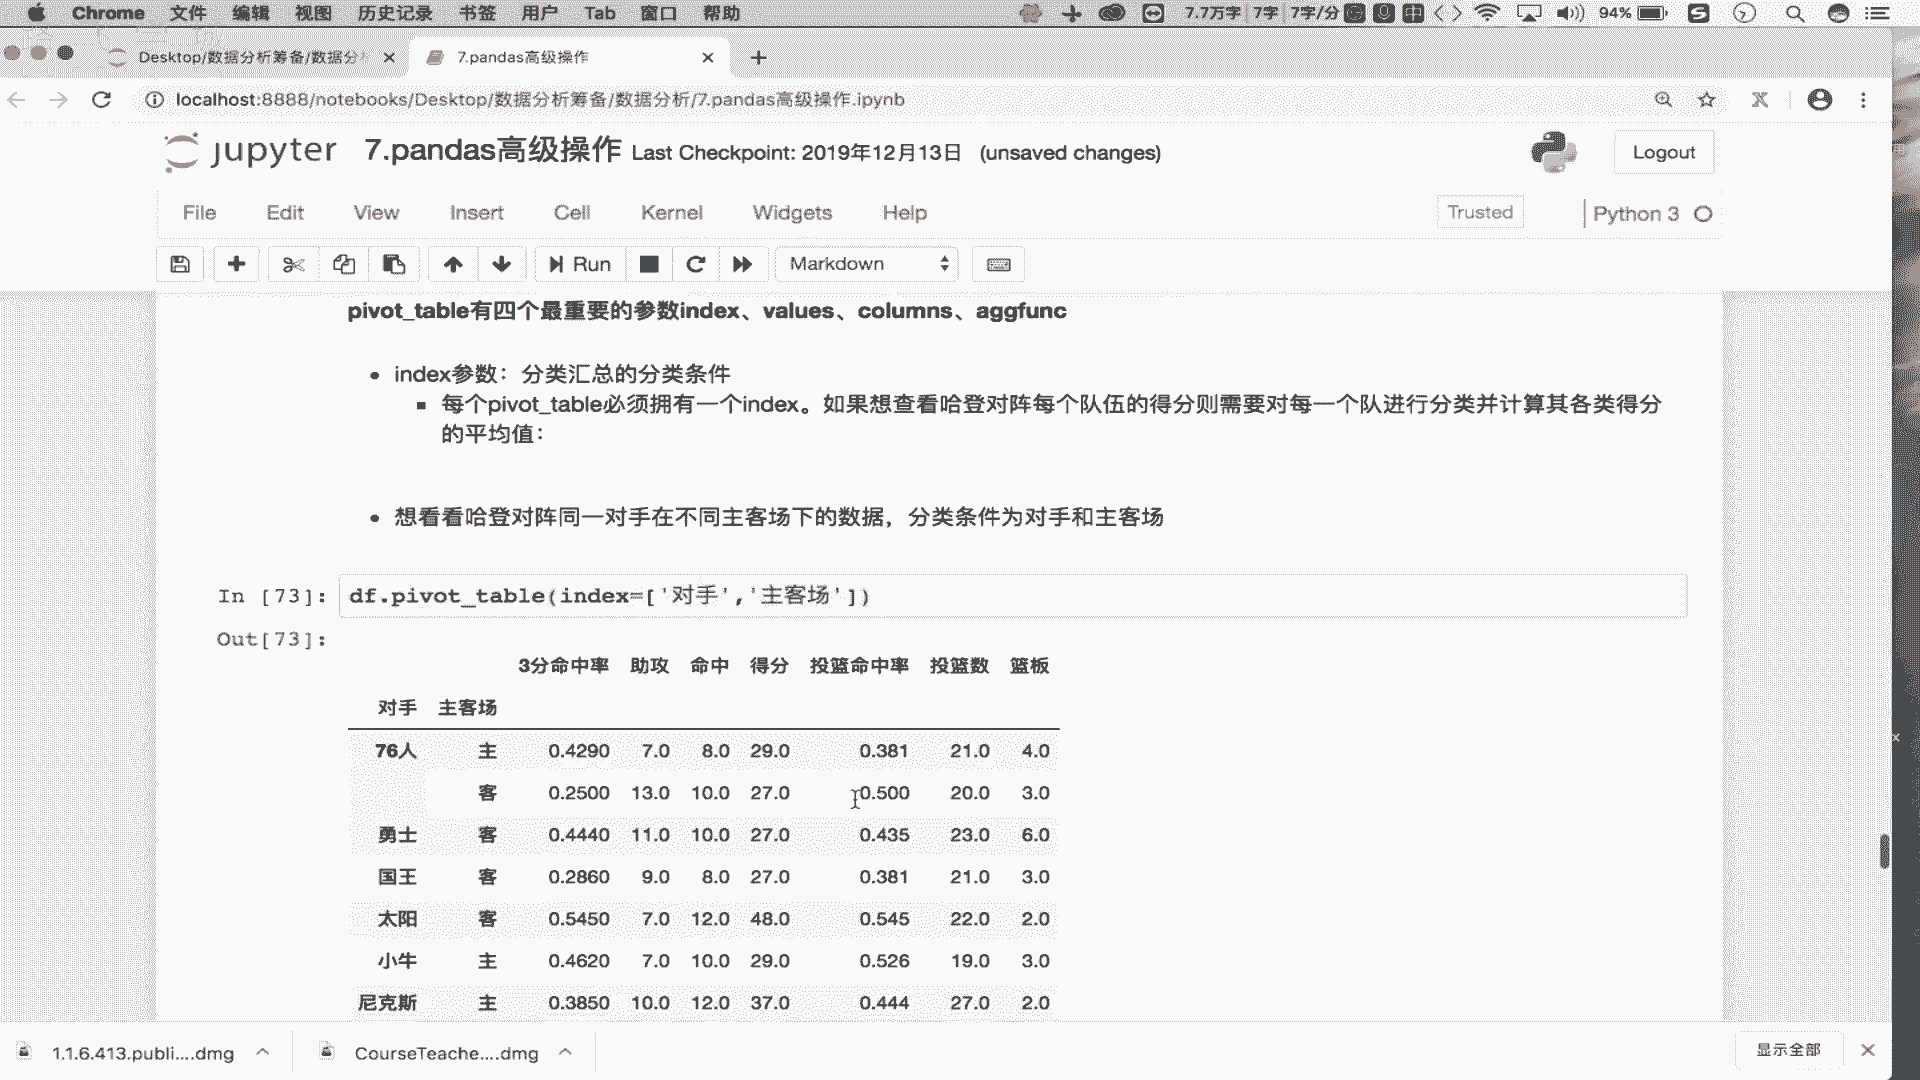 Chrome 文件 编辑 视图 历史记录 书签 用户 Tab 窗口 帮助 7.7万字 7字 7字/分 中 94% S
Desktop/数据分析筹备/数据分 7.pandas高级操作
localhost:8888/notebooks/Desktop/数据分析筹备/数据分析/7.pandas高级操作.ipynb
jupyter 7.pandas高级操作 Last Checkpoint: 2019年12月13日 (unsaved changes) Logout
File Edit View Insert Cell Kernel Widgets Help Trusted Python 3
Run Markdown
pivot_table有四个最重要的参数index、values、columns、aggfunc
index参数：分类汇总的分类条件
每个pivot_table必须拥有一个index。如果想查看哈登对阵每个队伍的得分则需要对每一个队进行分类并计算其各类得分
的平均值：
想看看哈登对阵同一对手在不同主客场下的数据，分类条件为对手和主客场
In [73]: df.pivot_table(index=['对手','主客场'])
Out[73]:
3分命中率 助攻 命中 得分 投篮命中率 投篮数 篮板
对手 主客场
76人 主 0.4290 7.0 8.0 29.0 0.381 21.0 4.0
客 0.2500 13.0 10.0 27.0 0.500 20.0 3.0
勇士 客 0.4440 11.0 10.0 27.0 0.435 23.0 6.0
国王 客 0.2860 9.0 8.0 27.0 0.381 21.0 3.0
太阳 客 0.5450 7.0 12.0 48.0 0.545 22.0 2.0
小牛 主 0.4620 7.0 10.0 29.0 0.526 19.0 3.0
尼克斯 主 0.3850 10.0 12.0 37.0 0.444 27.0 2.0
1.1.6.413.publi....dmg CourseTeache....dmg 显示全部